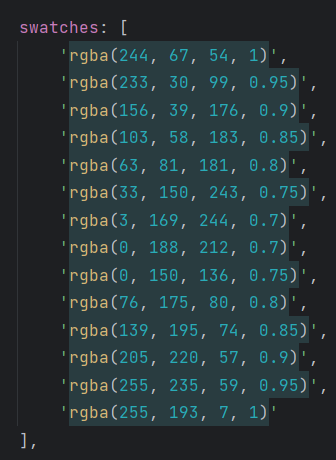 swatches: [
    'rgba(244, 67, 54, 1)',
    'rgba(233, 30, 99, 0.95)',
    'rgba(156, 39, 176, 0.9)',
    'rgba(103, 58, 183, 0.85)',
    'rgba(63, 81, 181, 0.8)',
    'rgba(33, 150, 243, 0.75)',
    'rgba(3, 169, 244, 0.7)',
    'rgba(0, 188, 212, 0.7)',
    'rgba(0, 150, 136, 0.75)',
    'rgba(76, 175, 80, 0.8)',
    'rgba(139, 195, 74, 0.85)',
    'rgba(205, 220, 57, 0.9)',
    'rgba(255, 235, 59, 0.95)',
    'rgba(255, 193, 7, 1)'
],